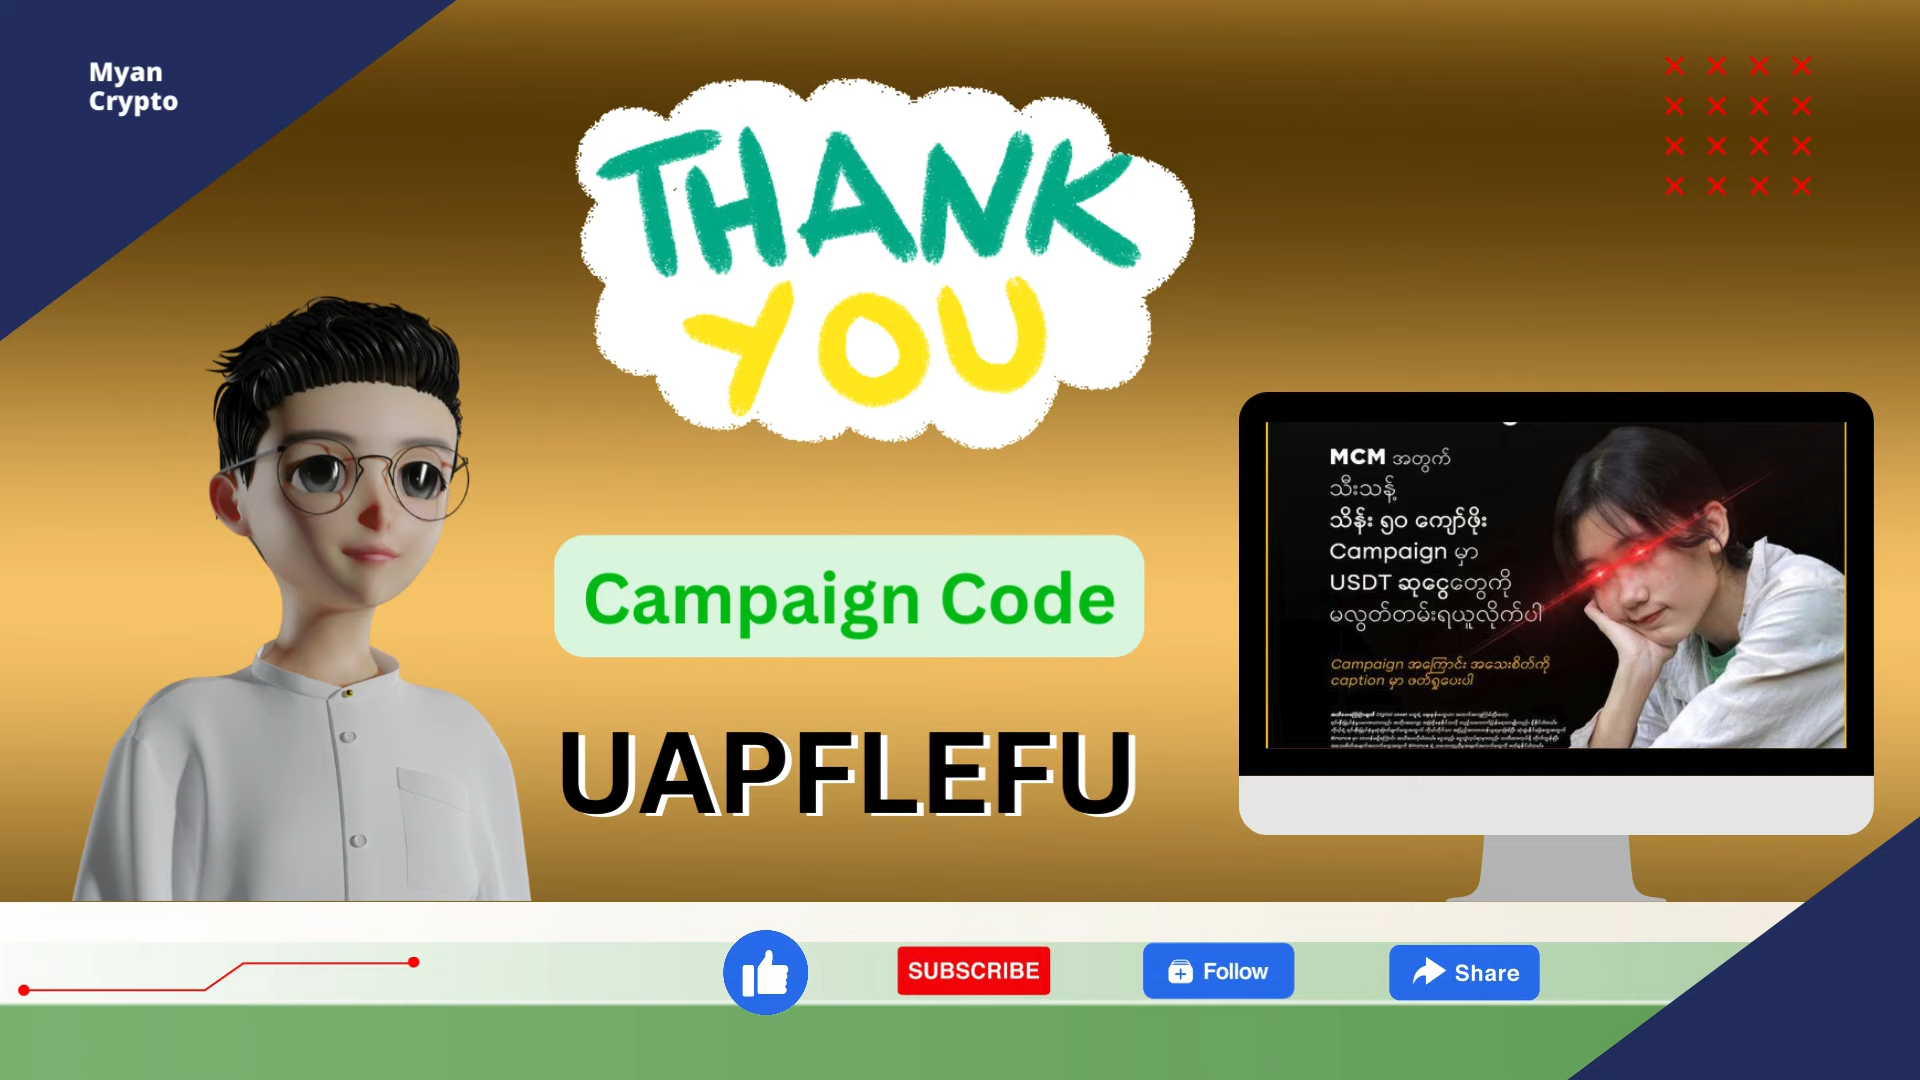 Myan
Crypto
THANK
YOU
Campaign Code
UAPFLEFU
MCM အတွက်
သီးသန့်
သိန်း ၅၀ ကျော်ဖိုး
Campaign မှာ
USDT ဆုငွေတွေကို
မလွတ်တမ်းရယူလိုက်ပါ
Campaign အကြောင်း အသေးစိတ်ကို
caption မှာ ဖတ်ရှုပေးပါ
SUBSCRIBE
Follow
Share